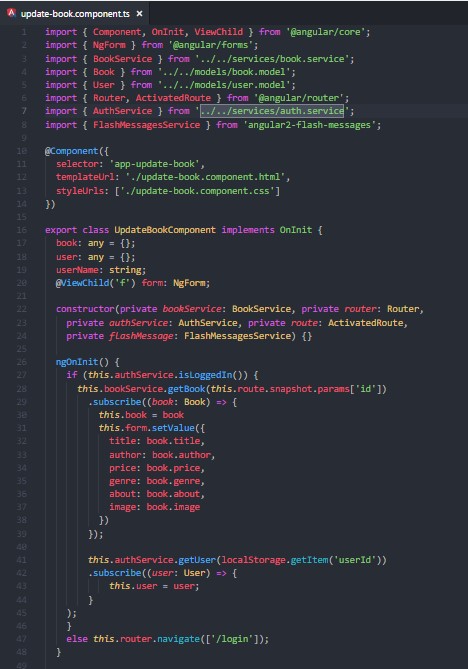 update-book.component.ts ×
1 import { Component, OnInit, ViewChild } from '@angular/core';
2 import { NgForm } from '@angular/forms';
3 import { BookService } from '../../services/book.service';
4 import { Book } from '../../models/book.model';
5 import { User } from '../../models/user.model';
6 import { Router, ActivatedRoute } from '@angular/router';
7 import { AuthService } from '../../services/auth.service';
8 import { FlashMessagesService } from 'angular2-flash-messages';
9
10 @Component({
11 selector: 'app-update-book',
12 templateUrl: './update-book.component.html',
13 styleUrls: ['./update-book.component.css']
14 })
15
16 export class UpdateBookComponent implements OnInit {
17 book: any = {};
18 user: any = {};
19 userName: string;
20 @ViewChild('f') form: NgForm;
21
22 constructor(private bookService: BookService, private router: Router,
23 private authService: AuthService, private route: ActivatedRoute,
24 private flashMessage: FlashMessagesService) {}
25
26 ngOnInit() {
27 if (this.authService.isLoggedIn()) {
28 this.bookService.getBook(this.route.snapshot.params['id'])
29 .subscribe((book: Book) => {
30 this.book = book
31 this.form.setValue({
32 title: book.title,
33 author: book.author,
34 price: book.price,
35 genre: book.genre,
36 about: book.about,
37 image: book.image
38 })
39 });
40
41 this.authService.getUser(localStorage.getItem('userId'))
42 .subscribe((user: User) => {
43 this.user = user;
44 }
45 );
46 }
47 else this.router.navigate(['/login']);
48 }
49